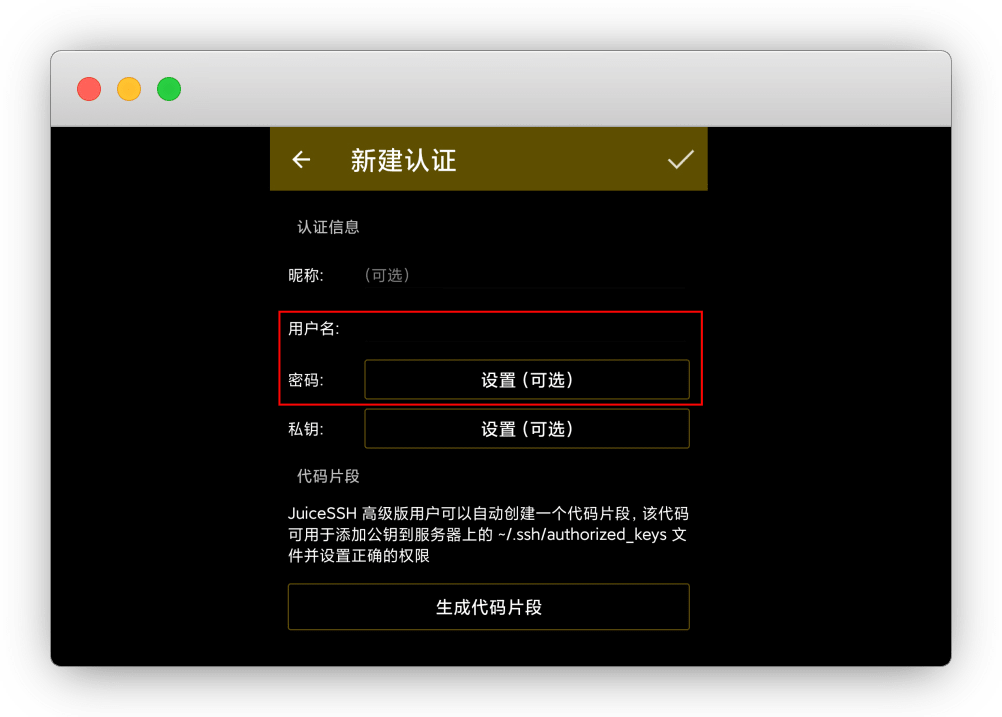 新建认证
认证信息
昵称: (可选)
用户名:
密码: 设置 (可选)
私钥: 设置 (可选)
代码片段
JuiceSSH 高级版用户可以自动创建一个代码片段, 该代码
可用于添加公钥到服务器上的 ~/.ssh/authorized_keys 文
件并设置正确的权限
生成代码片段